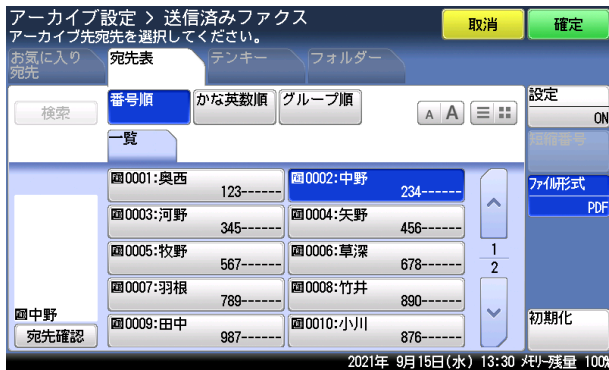 アーカイブ設定 > 送信済みファクス
アーカイブ先宛先を選択してください。
取消
確定
お気に入り
宛先
宛先表
テンキー
フォルダー
検索
番号順
かな英数順
グループ順
A A
設定
ON
一覧
短縮番号
ファイル形式
PDF
0001:奥西
123------
0002:中野
234------
0003:河野
345------
0004:矢野
456------
0005:牧野
567------
0006:草深
678------
1
2
0007:羽根
789------
0008:竹井
890------
中野
宛先確認
0009:田中
987------
0010:小川
876------
初期化
2021年 9月15日(水) 13:30 メモリー残量 100%